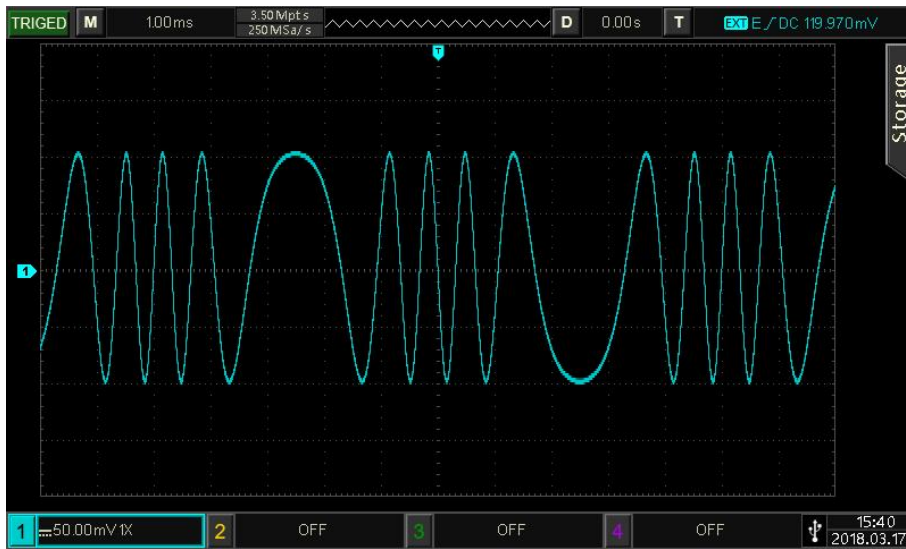 TRIGED M 1.00ms 3.50Mpts D 0.00s T EXT E DC 119.970mV
250MSa/s
T
Storage
1
1 50.00mV 1X 2 OFF 3 OFF 4 OFF 15:40
2018.03.17